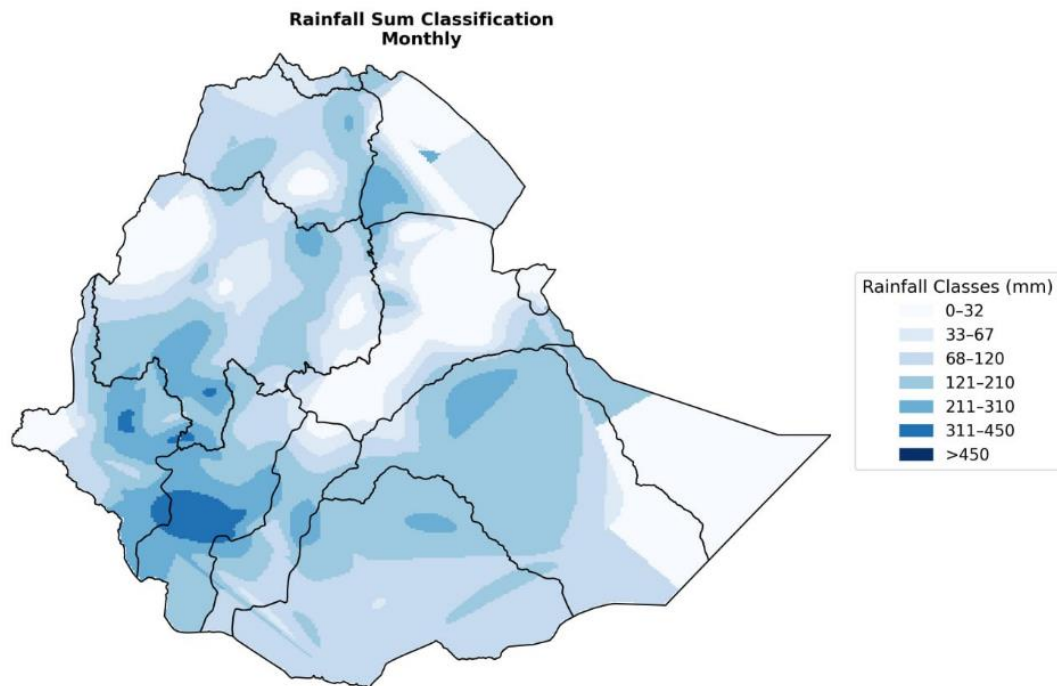 Rainfall Sum Classification
Monthly
Rainfall Classes (mm)
0–32
33–67
68–120
121–210
211–310
311–450
>450